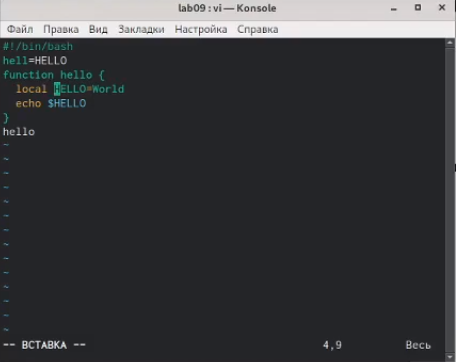 lab09 : vi — Konsole
Файл Правка Вид Закладки Настройка Справка
#!/bin/bash
hell=HELLO
function hello {
  local HELLO=World
  echo $HELLO
}
hello
~
~
~
~
~
~
~
~
~
~
~
~
~
~
-- ВСТАВКА -- 4,9 Весь